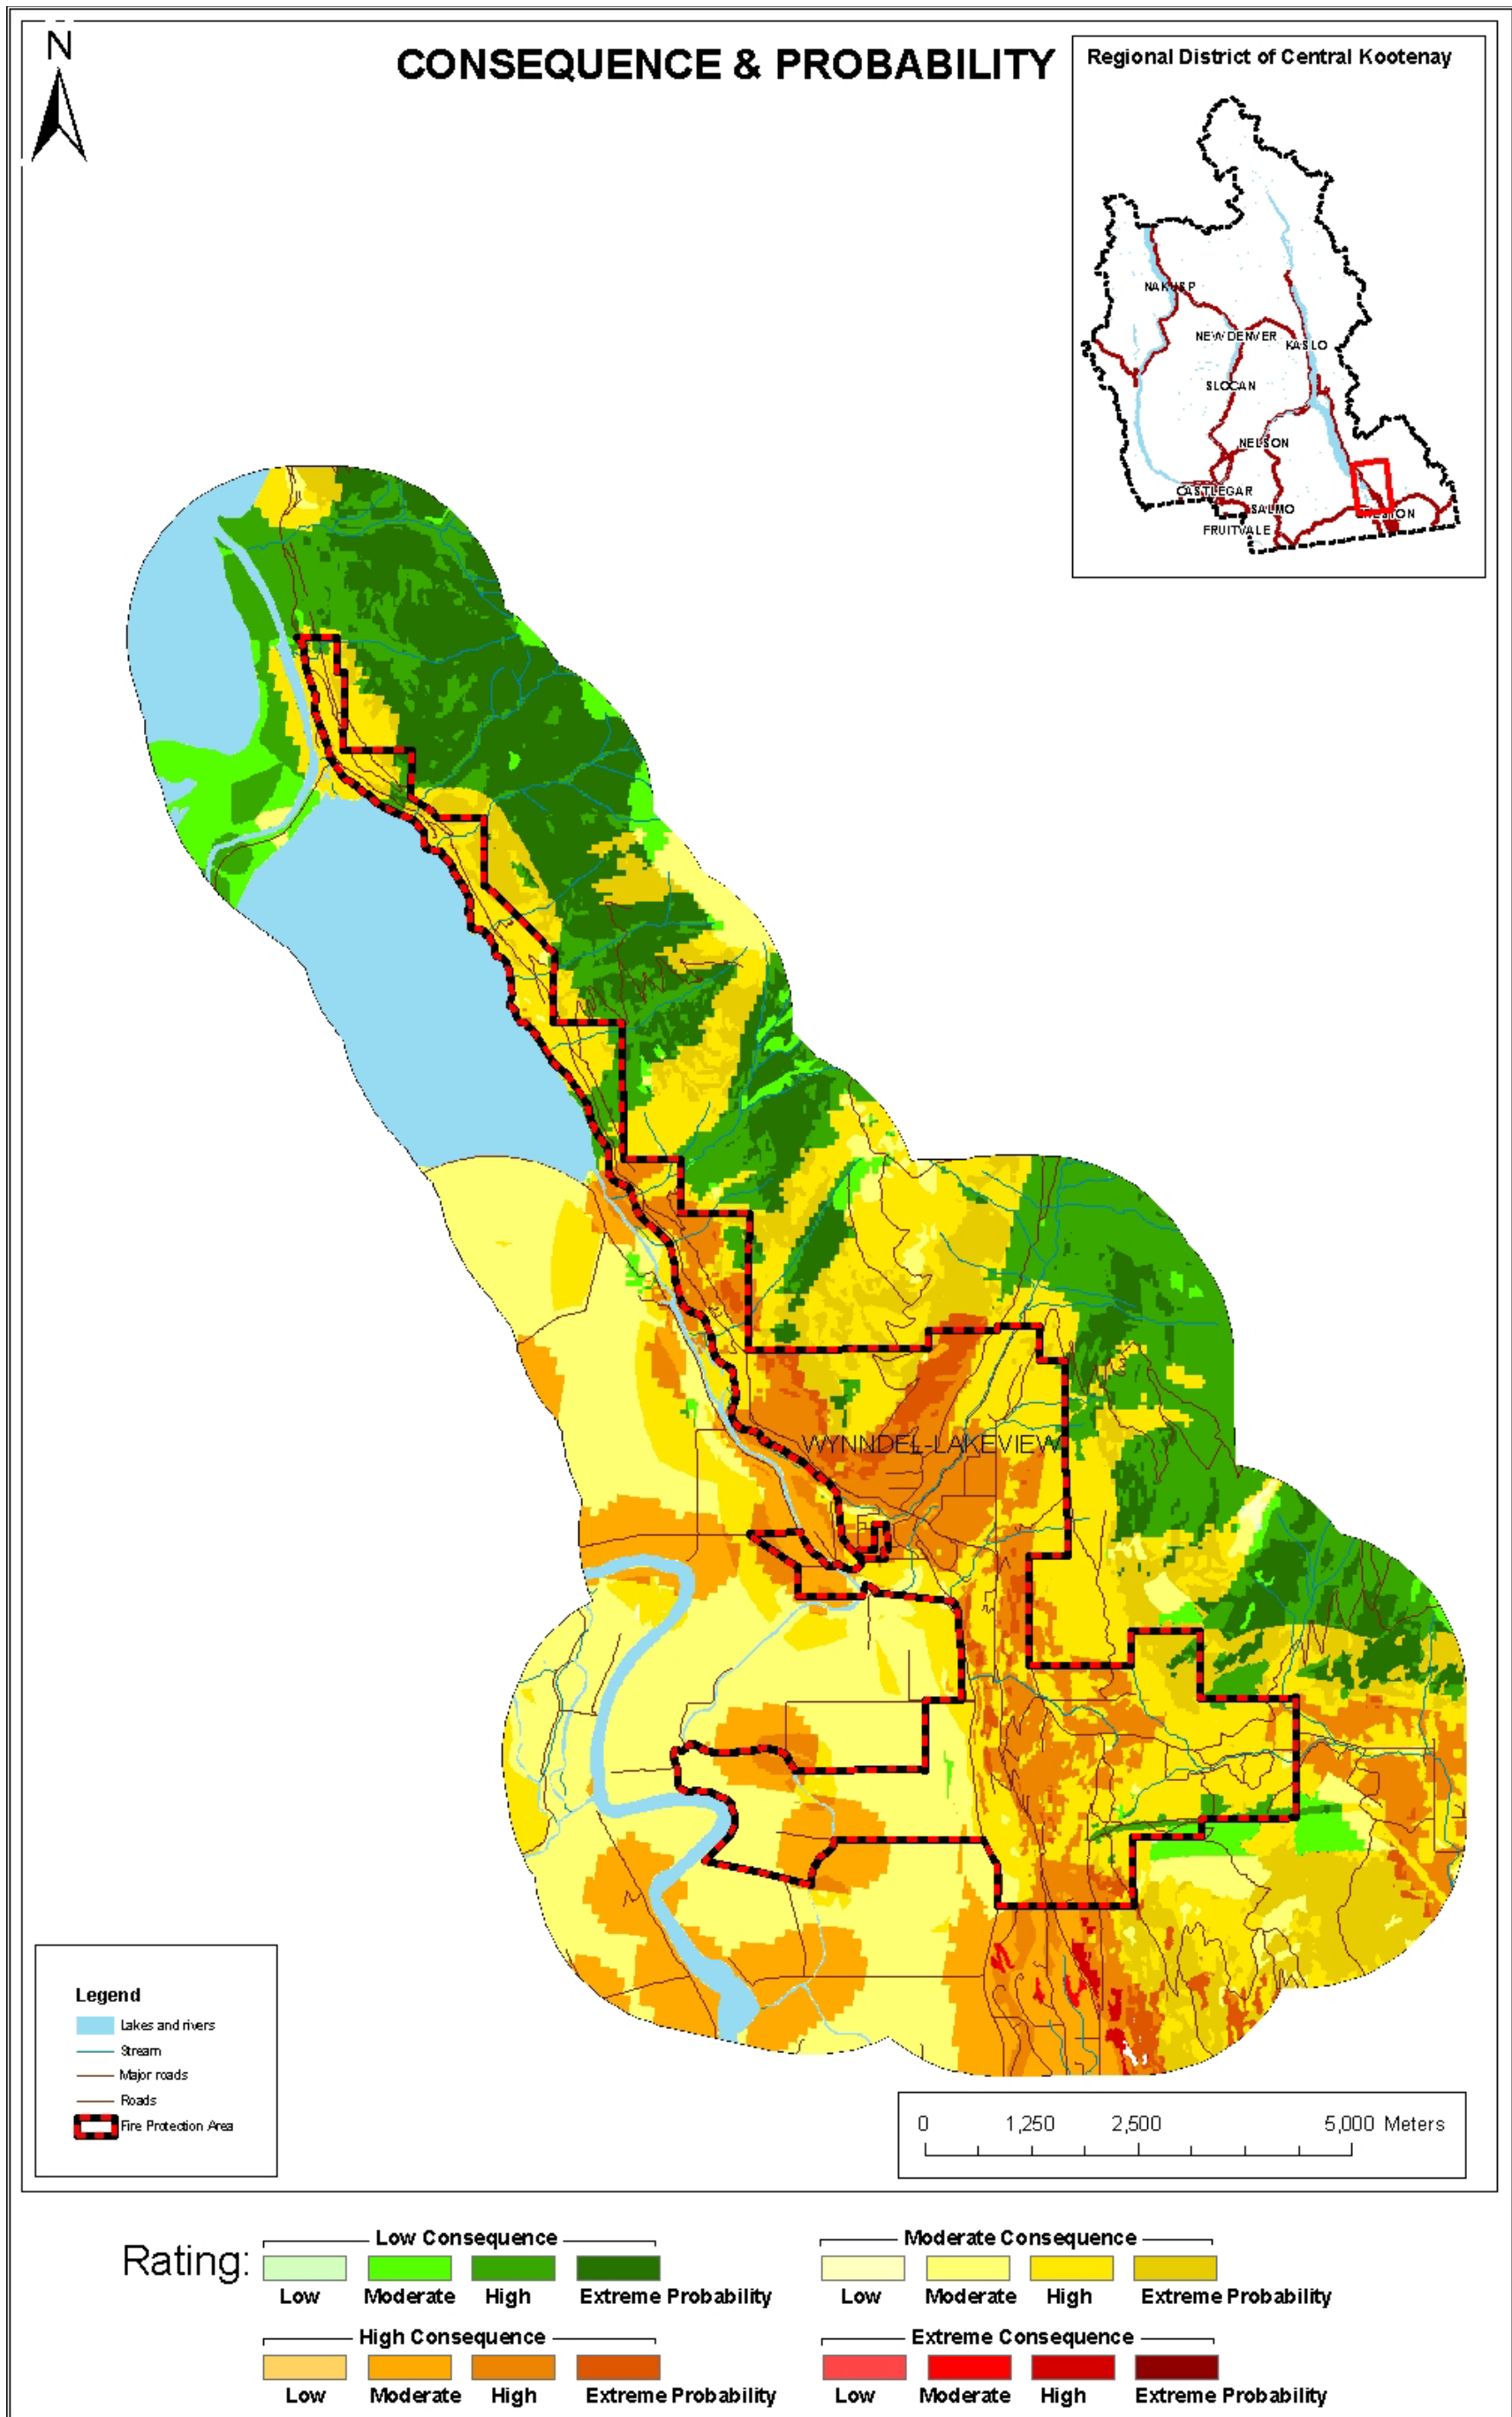 N
CONSEQUENCE & PROBABILITY
Regional District of Central Kootenay
NAKUSP
NEW DENVER
KASLO
SLOCAN
NELSON
CASTLEGAR
SALMO
CRESTON
FRUITVALE
WYNNDEL-LAKEVIEW
Legend
Lakes and rivers
Stream
Major roads
Roads
Fire Protection Area
0 1,250 2,500 5,000 Meters
Rating:
Low Consequence
Low Moderate High Extreme Probability
Moderate Consequence
Low Moderate High Extreme Probability
High Consequence
Low Moderate High Extreme Probability
Extreme Consequence
Low Moderate High Extreme Probability